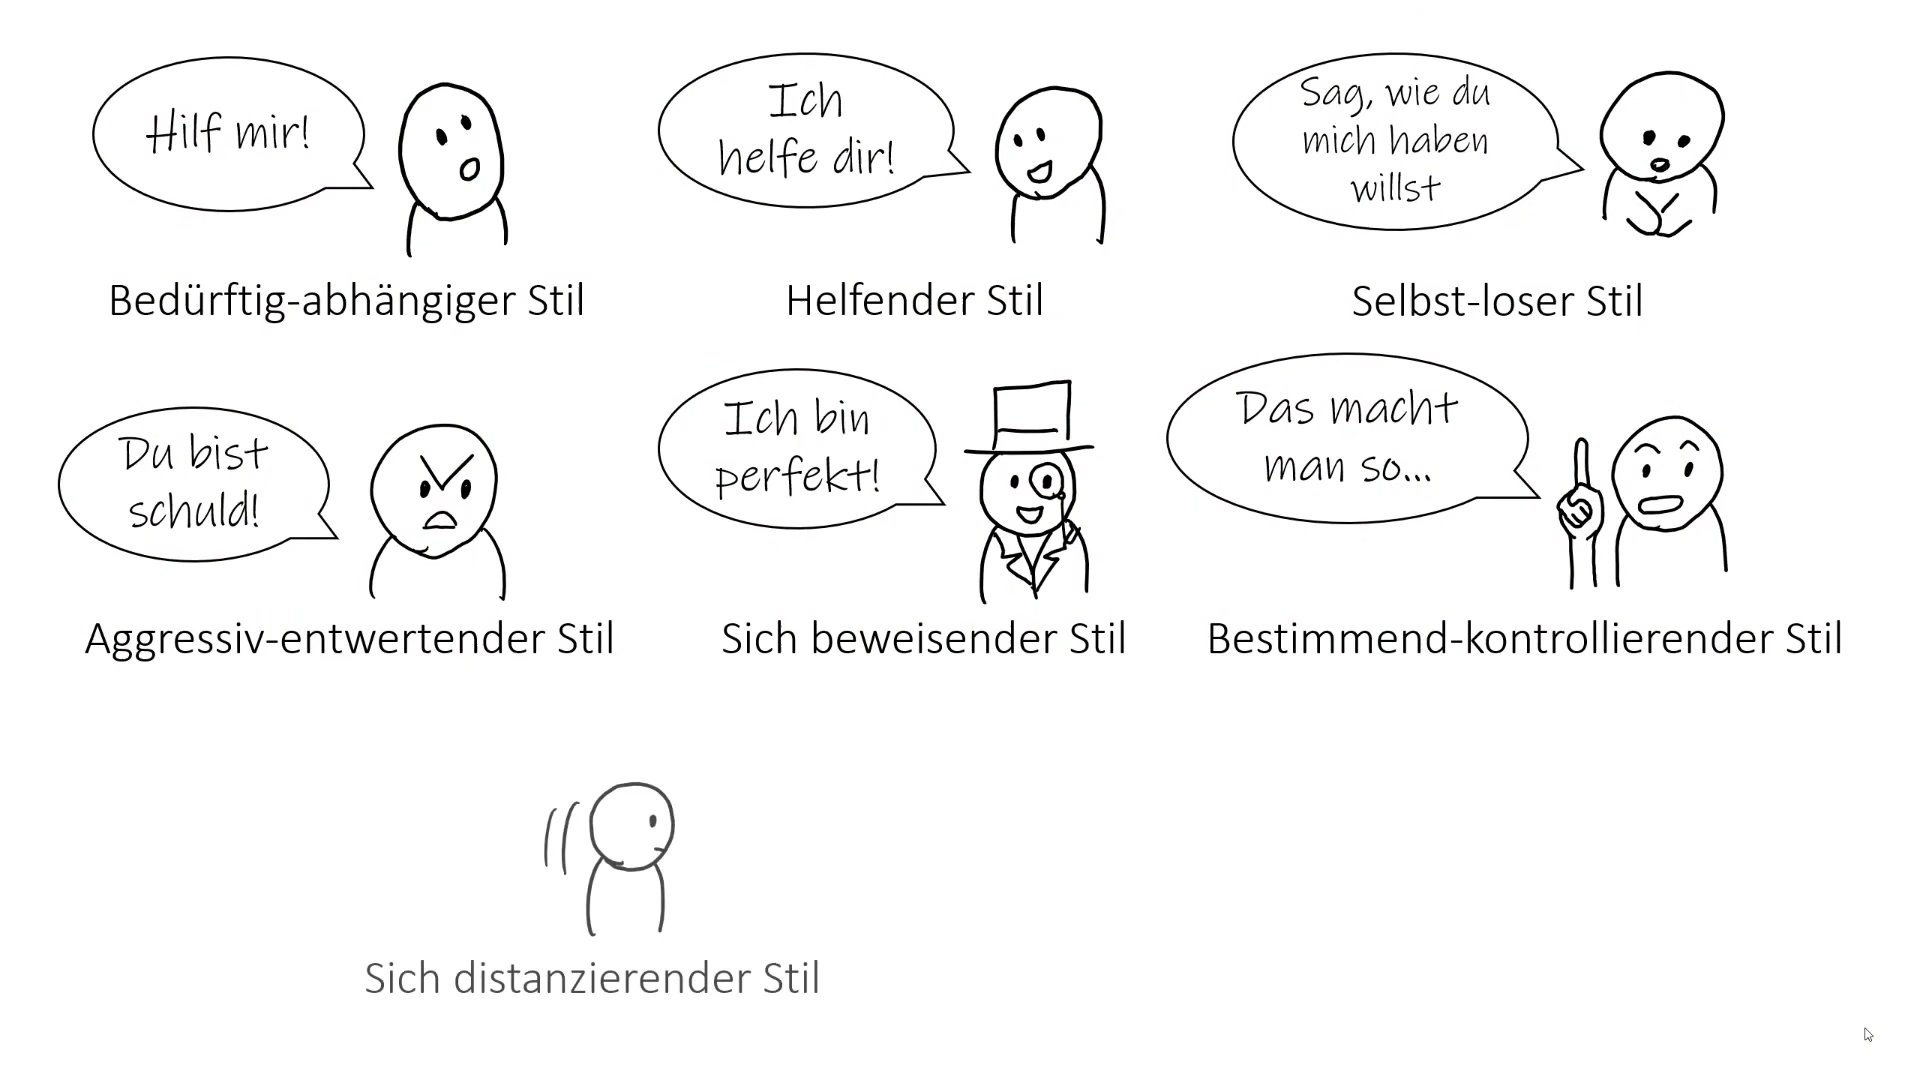 Hilf mir!
Ich
helfe dir!
Sag, wie du
mich haben
willst
Bedürftig-abhängiger Stil
Helfender Stil
Selbst-loser Stil
Du bist
schuld!
Ich bin
perfekt!
Das macht
man so...
Aggressiv-entwertender Stil
Sich beweisender Stil
Bestimmend-kontrollierender Stil
Sich distanzierender Stil